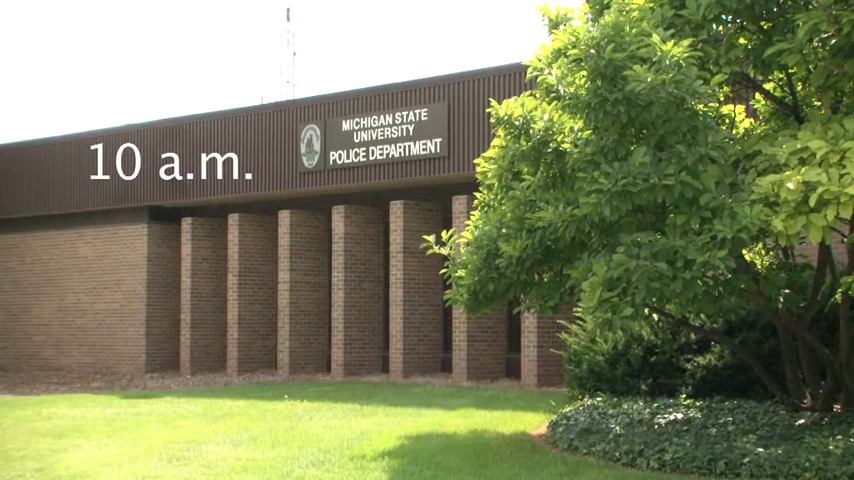 10 a.m.
MICHIGAN STATE
UNIVERSITY
POLICE DEPARTMENT